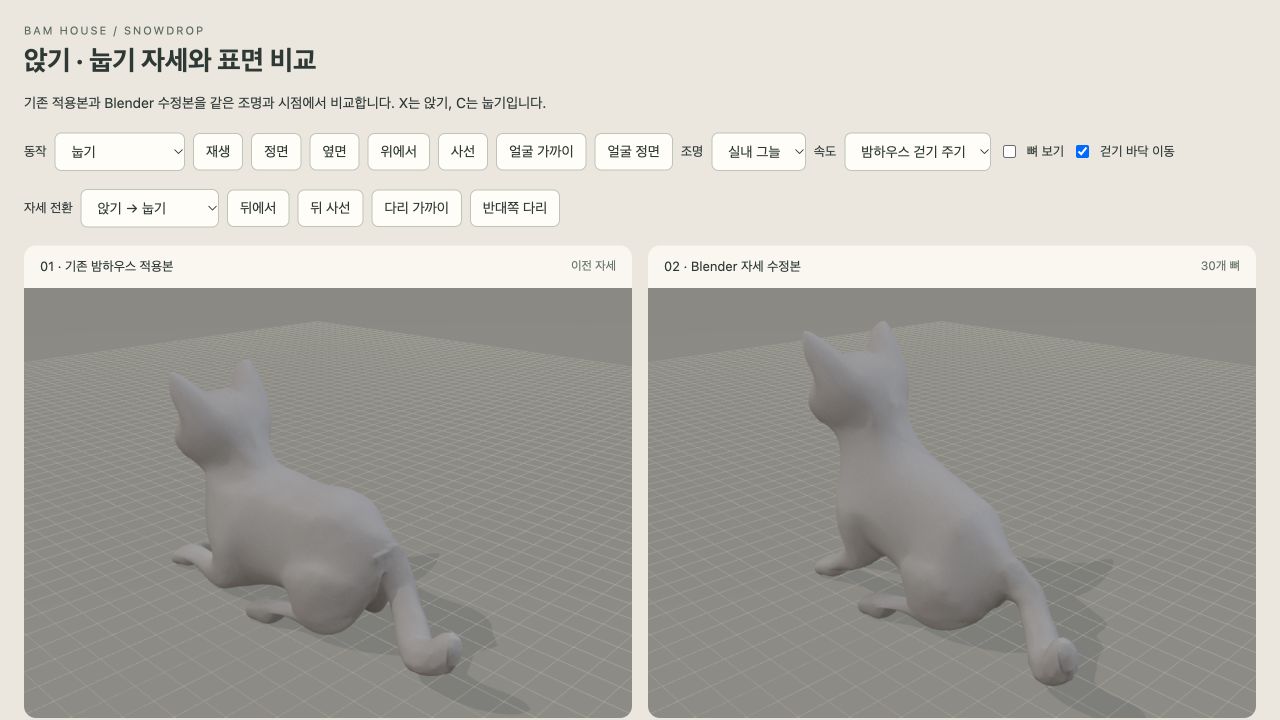 BAM HOUSE / SNOWDROP
앉기 · 눕기 자세와 표면 비교
기존 적용본과 Blender 수정본을 같은 조명과 시점에서 비교합니다. X는 앉기, C는 눕기입니다.
동작 눕기 재생 정면 옆면 위에서 사선 얼굴 가까이 얼굴 정면 조명 실내 그늘 속도 밤하우스 걷기 주기 뼈 보기 걷기 바닥 이동
자세 전환 앉기 → 눕기 뒤에서 뒤 사선 다리 가까이 반대쪽 다리
01 · 기존 밤하우스 적용본 이전 자세
02 · Blender 자세 수정본 30개 뼈